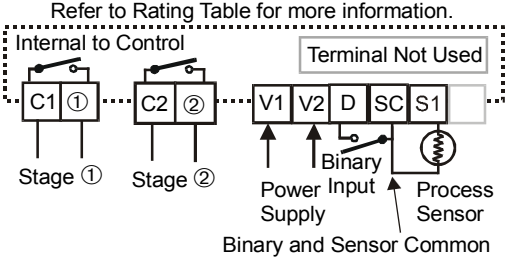 Refer to Rating Table for more information.
Internal to Control
Terminal Not Used
C1 ①
C2 ②
V1 V2 D SC S1
Stage ①
Stage ②
Binary
Input
Power
Supply
Process
Sensor
Binary and Sensor Common